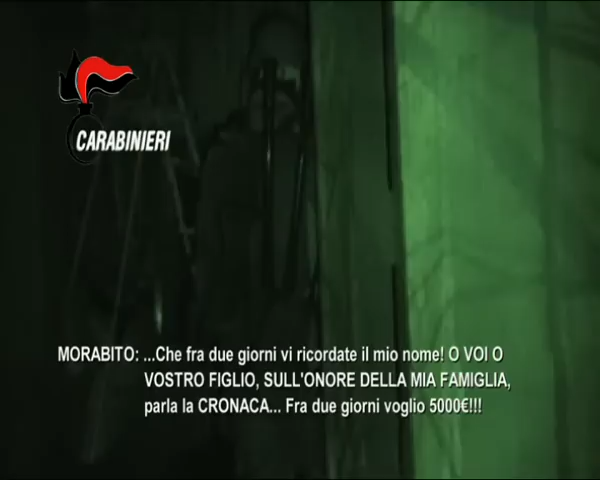 CARABINIERI
MORABITO: ...Che fra due giorni vi ricordate il mio nome! O VOI O
VOSTRO FIGLIO, SULL'ONORE DELLA MIA FAMIGLIA,
parla la CRONACA... Fra due giorni voglio 5000€!!!